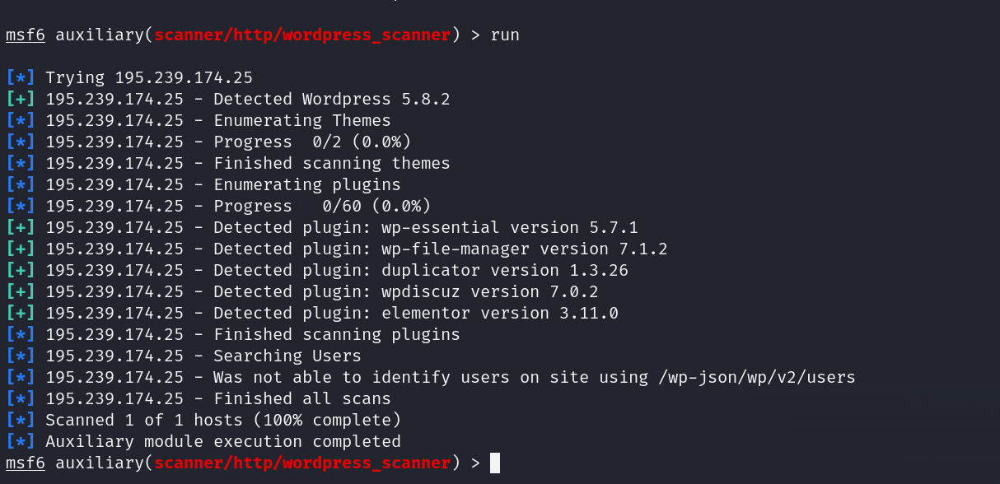 msf6 auxiliary(scanner/http/wordpress_scanner) > run
[*] Trying 195.239.174.25
[+] 195.239.174.25 - Detected Wordpress 5.8.2
[*] 195.239.174.25 - Enumerating Themes
[*] 195.239.174.25 - Progress  0/2 (0.0%)
[*] 195.239.174.25 - Finished scanning themes
[*] 195.239.174.25 - Enumerating plugins
[*] 195.239.174.25 - Progress   0/60 (0.0%)
[+] 195.239.174.25 - Detected plugin: wp-essential version 5.7.1
[+] 195.239.174.25 - Detected plugin: wp-file-manager version 7.1.2
[+] 195.239.174.25 - Detected plugin: duplicator version 1.3.26
[+] 195.239.174.25 - Detected plugin: wpdiscuz version 7.0.2
[+] 195.239.174.25 - Detected plugin: elementor version 3.11.0
[*] 195.239.174.25 - Finished scanning plugins
[*] 195.239.174.25 - Searching Users
[*] 195.239.174.25 - Was not able to identify users on site using /wp-json/wp/v2/users
[*] 195.239.174.25 - Finished all scans
[*] Scanned 1 of 1 hosts (100% complete)
[*] Auxiliary module execution completed
msf6 auxiliary(scanner/http/wordpress_scanner) >